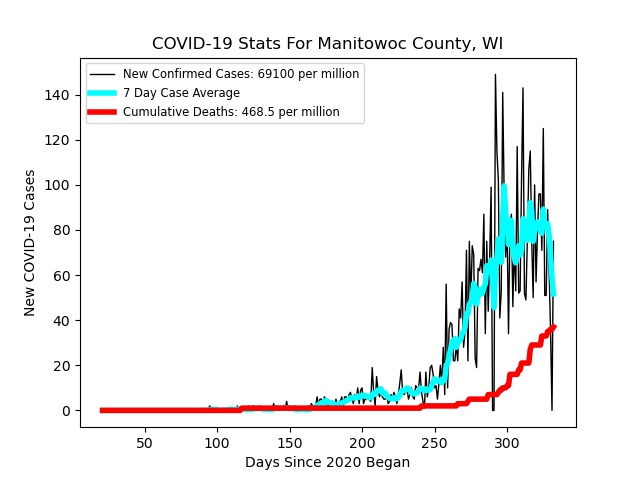 COVID-19 Stats For Manitowoc County, WI
New Confirmed Cases: 69100 per million
7 Day Case Average
Cumulative Deaths: 468.5 per million
New COVID-19 Cases
140
120
100
80
60
40
20
0
50 100 150 200 250 300
Days Since 2020 Began